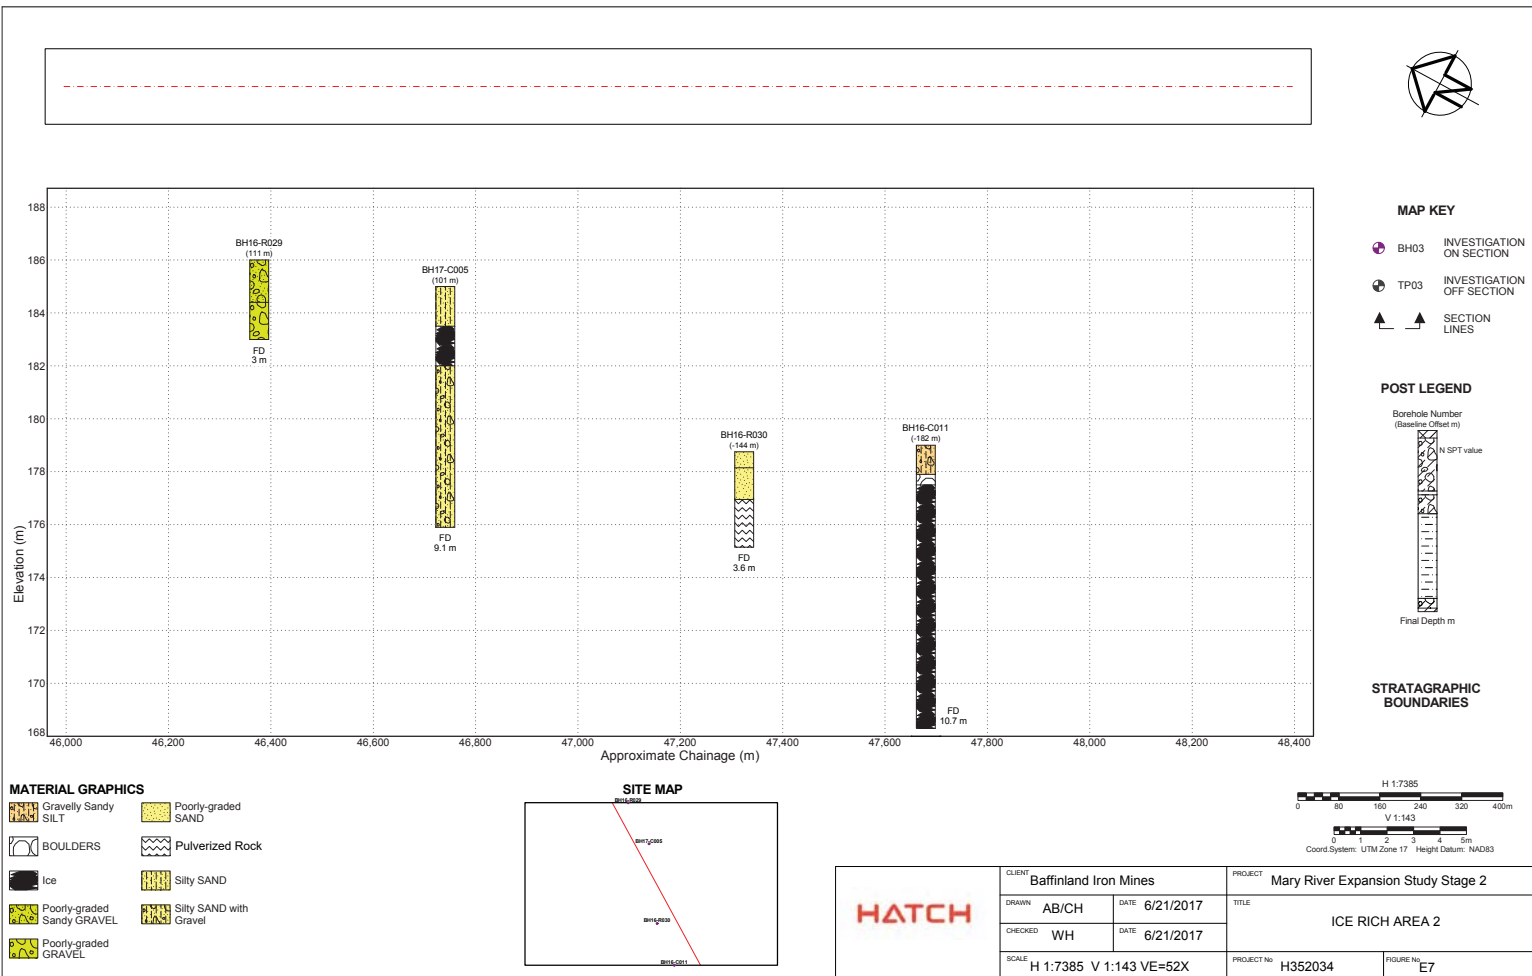 188
186
184
182
180
178
176
174
172
170
168
Elevation (m)
46,000
46,200
46,400
46,600
46,800
47,000
47,200
47,400
47,600
47,800
48,000
48,200
48,400
Approximate Chainage (m)
BH16-R029
(111 m)
FD
3 m
BH17-C005
(101 m)
FD
9.1 m
BH16-R030
(-144 m)
FD
3.6 m
BH16-C011
(-182 m)
FD
10.7 m
MAP KEY
BH03
INVESTIGATION
ON SECTION
TP03
INVESTIGATION
OFF SECTION
SECTION
LINES
POST LEGEND
Borehole Number
(Baseline Offset m)
N SPT value
Final Depth m
STRATAGRAPHIC
BOUNDARIES
MATERIAL GRAPHICS
Gravelly Sandy
SILT
BOULDERS
Ice
Poorly-graded
Sandy GRAVEL
Poorly-graded
GRAVEL
Poorly-graded
SAND
Pulverized Rock
Silty SAND
Silty SAND with
Gravel
SITE MAP
BH16-R029
BH17-C005
BH16-R030
BH16-C011
H 1:7385
0 80 160 240 320 400m
V 1:143
0 1 2 3 4 5m
Coord.System: UTM Zone 17 Height Datum: NAD83
HATCH
CLIENT Baffinland Iron Mines
PROJECT Mary River Expansion Study Stage 2
DRAWN AB/CH
DATE 6/21/2017
TITLE
ICE RICH AREA 2
CHECKED WH
DATE 6/21/2017
SCALE H 1:7385 V 1:143 VE=52X
PROJECT No H352034
FIGURE No E7